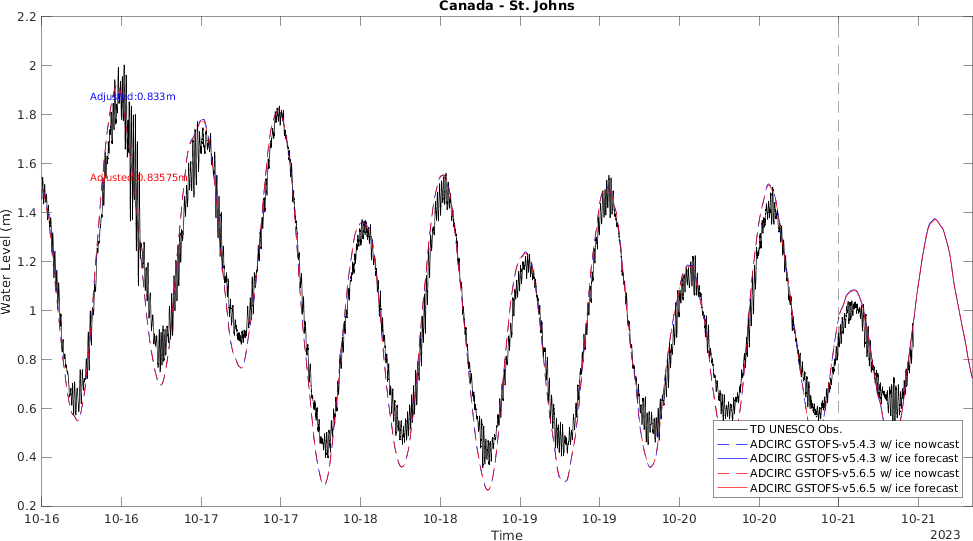 Canada - St. Johns
2.2
2
1.8
1.6
1.4
1.2
1
0.8
0.6
0.4
0.2
Water Level (m)
Adjusted:0.833m
Adjusted:0.83575m
TD UNESCO Obs.
ADCIRC GSTOFS-v5.4.3 w/ ice nowcast
ADCIRC GSTOFS-v5.4.3 w/ ice forecast
ADCIRC GSTOFS-v5.6.5 w/ ice nowcast
ADCIRC GSTOFS-v5.6.5 w/ ice forecast
10-16 10-16 10-17 10-17 10-18 10-18 10-19 10-19 10-20 10-20 10-21 10-21
Time
2023